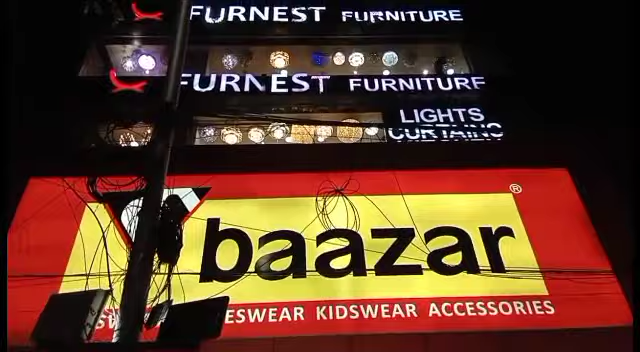 FURNEST FURNITURE
FURNEST FURNITURE
LIGHTS
CURTAINS
baazar ®
KIDSWEAR ACCESSORIES